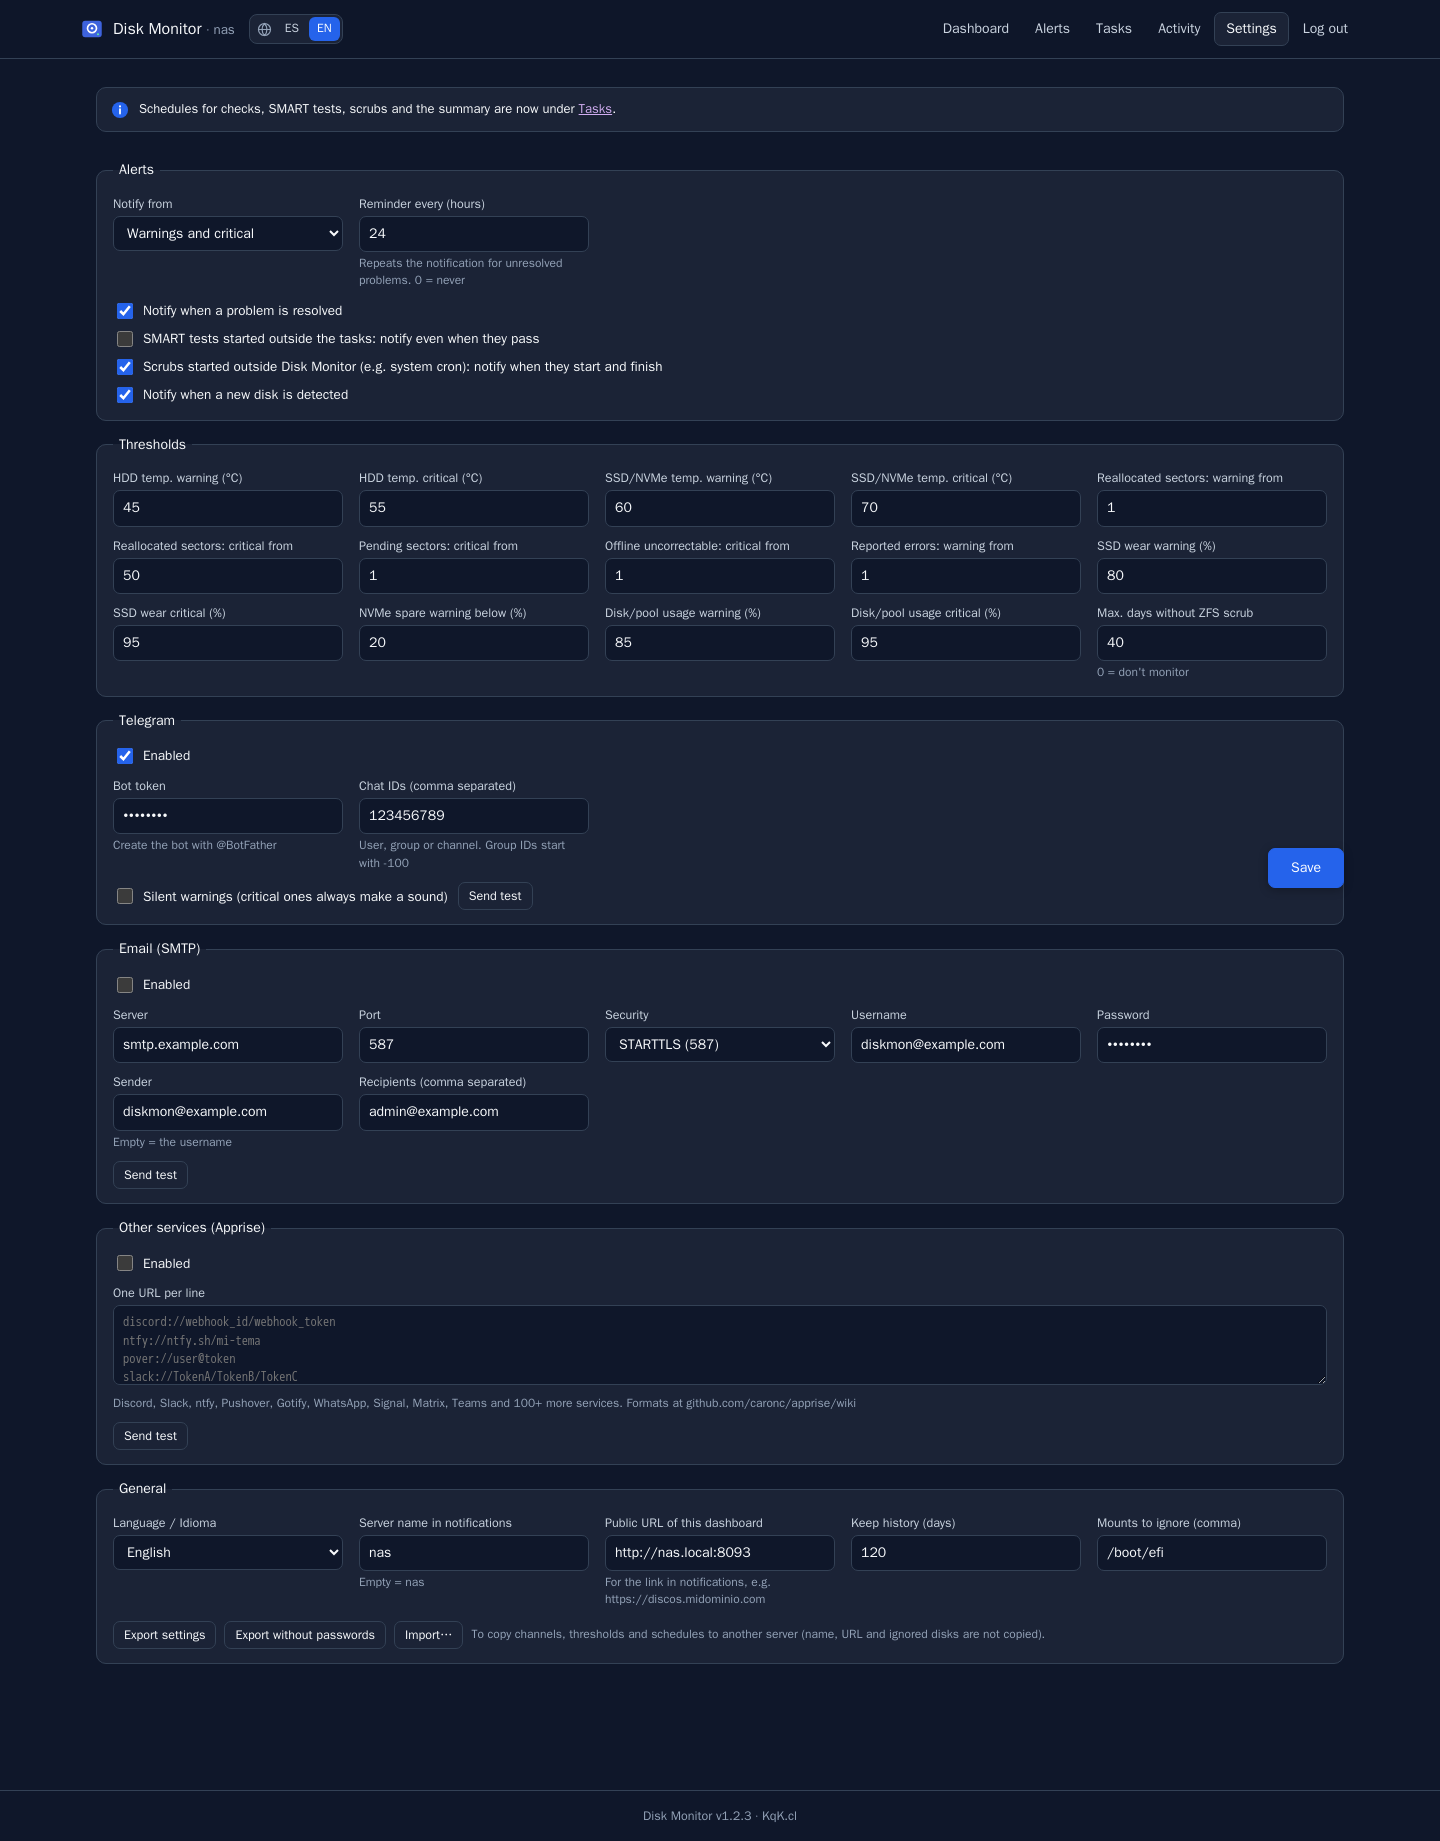 Disk Monitor · nas ES EN Dashboard Alerts Tasks Activity Settings Log out
Schedules for checks, SMART tests, scrubs and the summary are now under Tasks.
Alerts
Notify from Reminder every (hours)
Warnings and critical 24
Repeats the notification for unresolved
problems. 0 = never
Notify when a problem is resolved
SMART tests started outside the tasks: notify even when they pass
Scrubs started outside Disk Monitor (e.g. system cron): notify when they start and finish
Notify when a new disk is detected
Thresholds
HDD temp. warning (°C) HDD temp. critical (°C) SSD/NVMe temp. warning (°C) SSD/NVMe temp. critical (°C) Reallocated sectors: warning from
45 55 60 70 1
Reallocated sectors: critical from Pending sectors: critical from Offline uncorrectable: critical from Reported errors: warning from SSD wear warning (%)
50 1 1 1 80
SSD wear critical (%) NVMe spare warning below (%) Disk/pool usage warning (%) Disk/pool usage critical (%) Max. days without ZFS scrub
95 20 85 95 40
0 = don't monitor
Telegram
Enabled
Bot token Chat IDs (comma separated)
•••••••• 123456789
Create the bot with @BotFather User, group or channel. Group IDs start
with -100
Save
Silent warnings (critical ones always make a sound) Send test
Email (SMTP)
Enabled
Server Port Security Username Password
smtp.example.com 587 STARTTLS (587) diskmon@example.com ••••••••
Sender Recipients (comma separated)
diskmon@example.com admin@example.com
Empty = the username
Send test
Other services (Apprise)
Enabled
One URL per line
discord://webhook_id/webhook_token
ntfy://ntfy.sh/mi-tema
pover://user@token
slack://TokenA/TokenB/TokenC
Discord, Slack, ntfy, Pushover, Gotify, WhatsApp, Signal, Matrix, Teams and 100+ more services. Formats at github.com/caronc/apprise/wiki
Send test
General
Language / Idioma Server name in notifications Public URL of this dashboard Keep history (days) Mounts to ignore (comma)
English nas http://nas.local:8093 120 /boot/efi
Empty = nas For the link in notifications, e.g.
https://discos.midominio.com
Export settings Export without passwords Import··· To copy channels, thresholds and schedules to another server (name, URL and ignored disks are not copied).
Disk Monitor v1.2.3 · KqK.cl